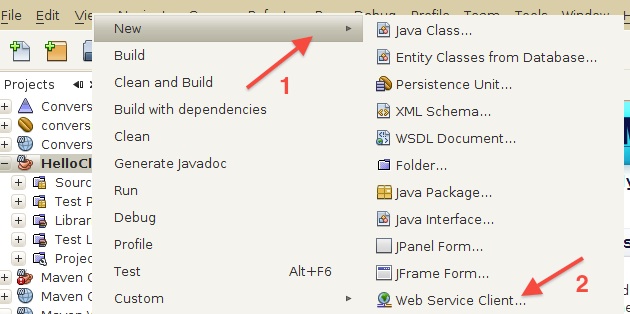 File Edit
Tools Window
Projects
New
Build
Clean and Build
Build with dependencies
Clean
Generate Javadoc
Run
Debug
Profile
Test Alt+F6
Custom
1
Java Class...
Entity Classes from Database...
Persistence Unit...
XML Schema...
WSDL Document...
Folder...
Java Package...
Java Interface...
JPanel Form...
JFrame Form...
Web Service Client...
2
Convers
convers
Convers
HelloCl
Sourc
Test P
Librar
Test L
Projec
Maven C
Maven C